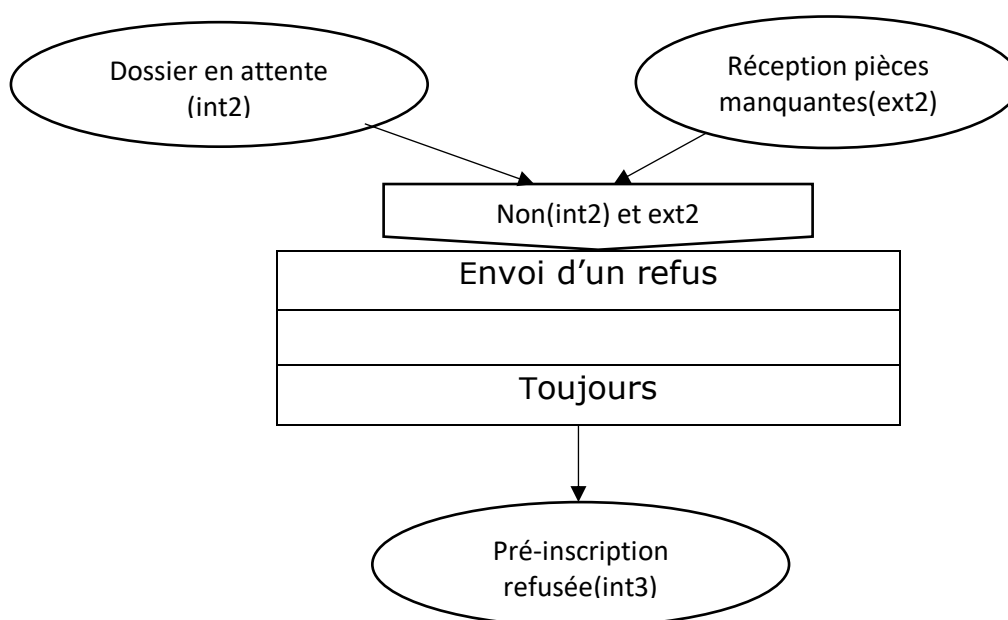 Dossier en attente
(int2)
Réception pièces
manquantes(ext2)
Non(int2) et ext2
Envoi d’un refus
Toujours
Pré-inscription
refusée(int3)